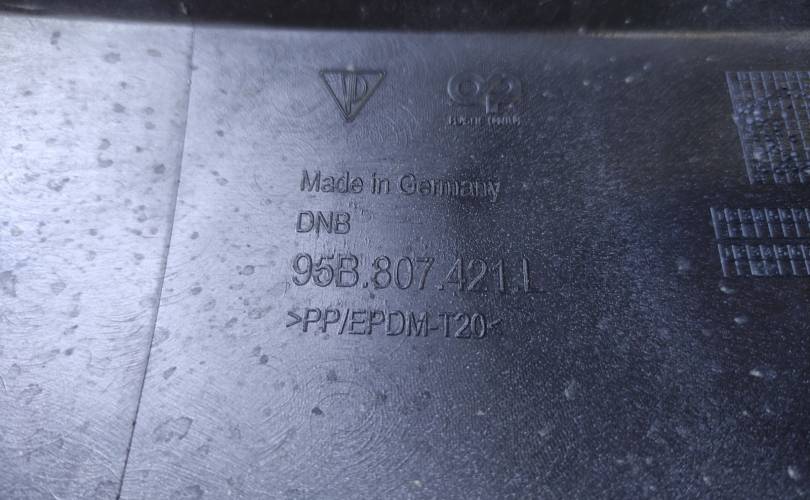 Made in Germany
DNB
95B.807.421.L
>PP/EPDM-T20<